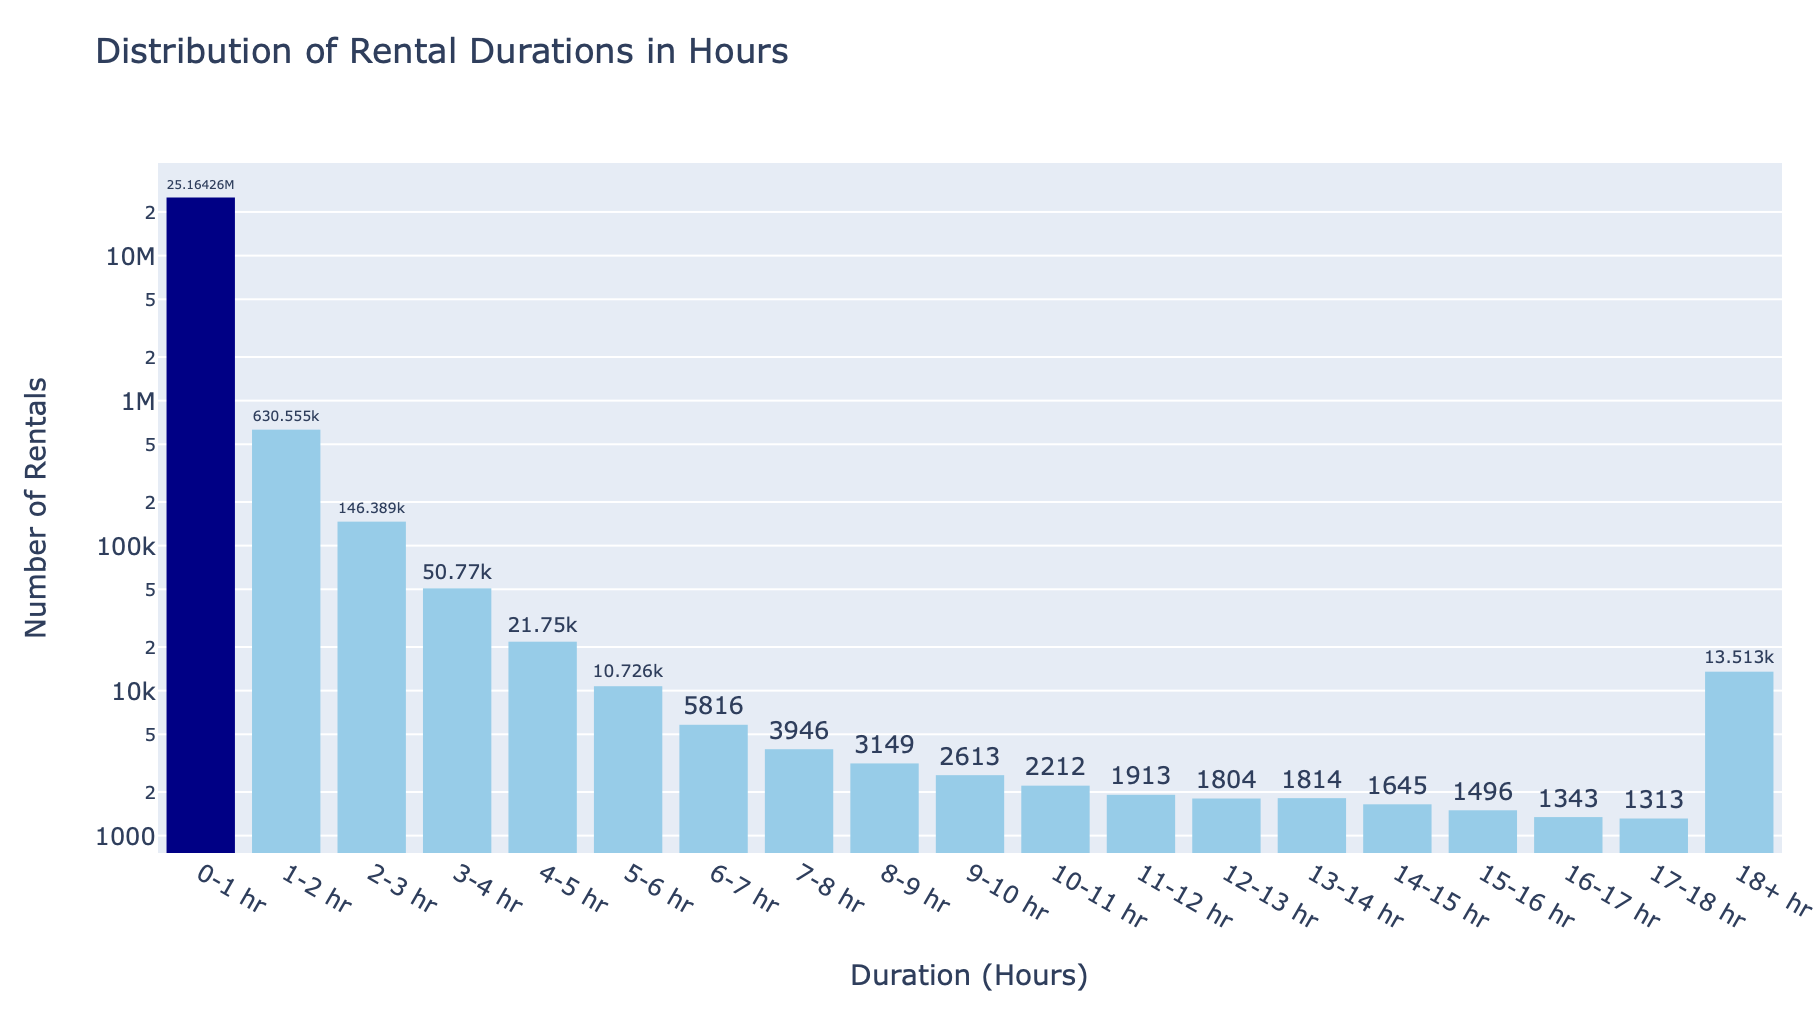 Distribution of Rental Durations in Hours
Number of Rentals
2
10M
5
2
1M
5
2
100k
5
2
10k
5
2
1000
25.16426M
630.555k
146.389k
50.77k
21.75k
10.726k
5816
3946
3149
2613
2212
1913
1804
1814
1645
1496
1343
1313
13.513k
0-1 hr
1-2 hr
2-3 hr
3-4 hr
4-5 hr
5-6 hr
6-7 hr
7-8 hr
8-9 hr
9-10 hr
10-11 hr
11-12 hr
12-13 hr
13-14 hr
14-15 hr
15-16 hr
16-17 hr
17-18 hr
18+ hr
Duration (Hours)